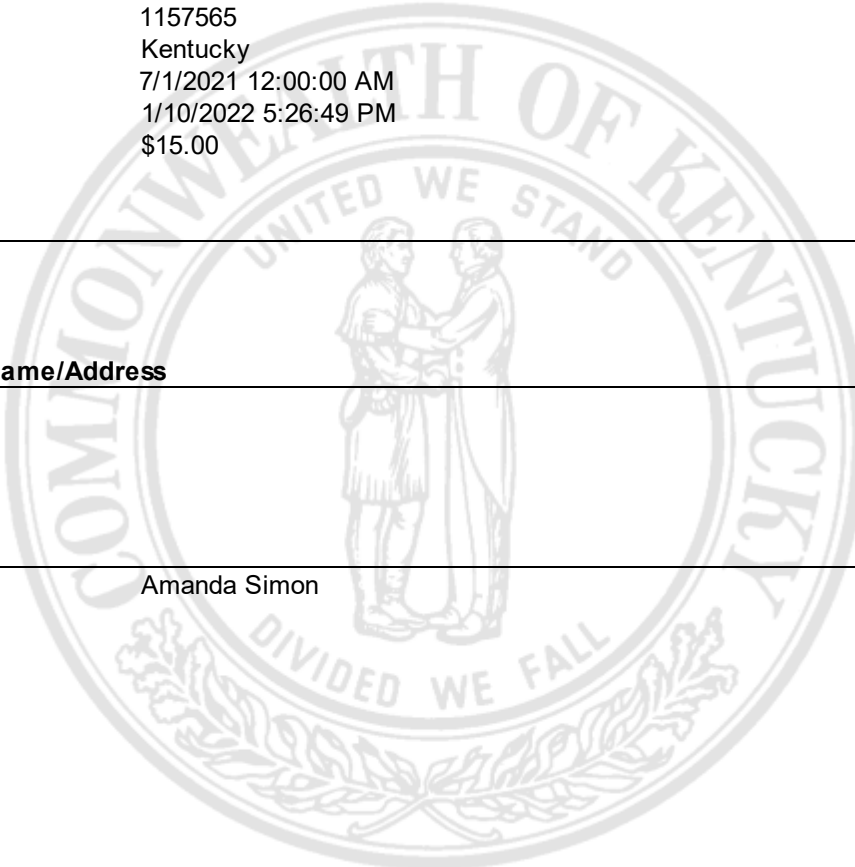 1157565
Kentucky
7/1/2021 12:00:00 AM
1/10/2022 5:26:49 PM
$15.00
COMMONWEALTH OF KENTUCKY
UNITED WE STAND
ame/Address
Amanda Simon
DIVIDED WE FALL